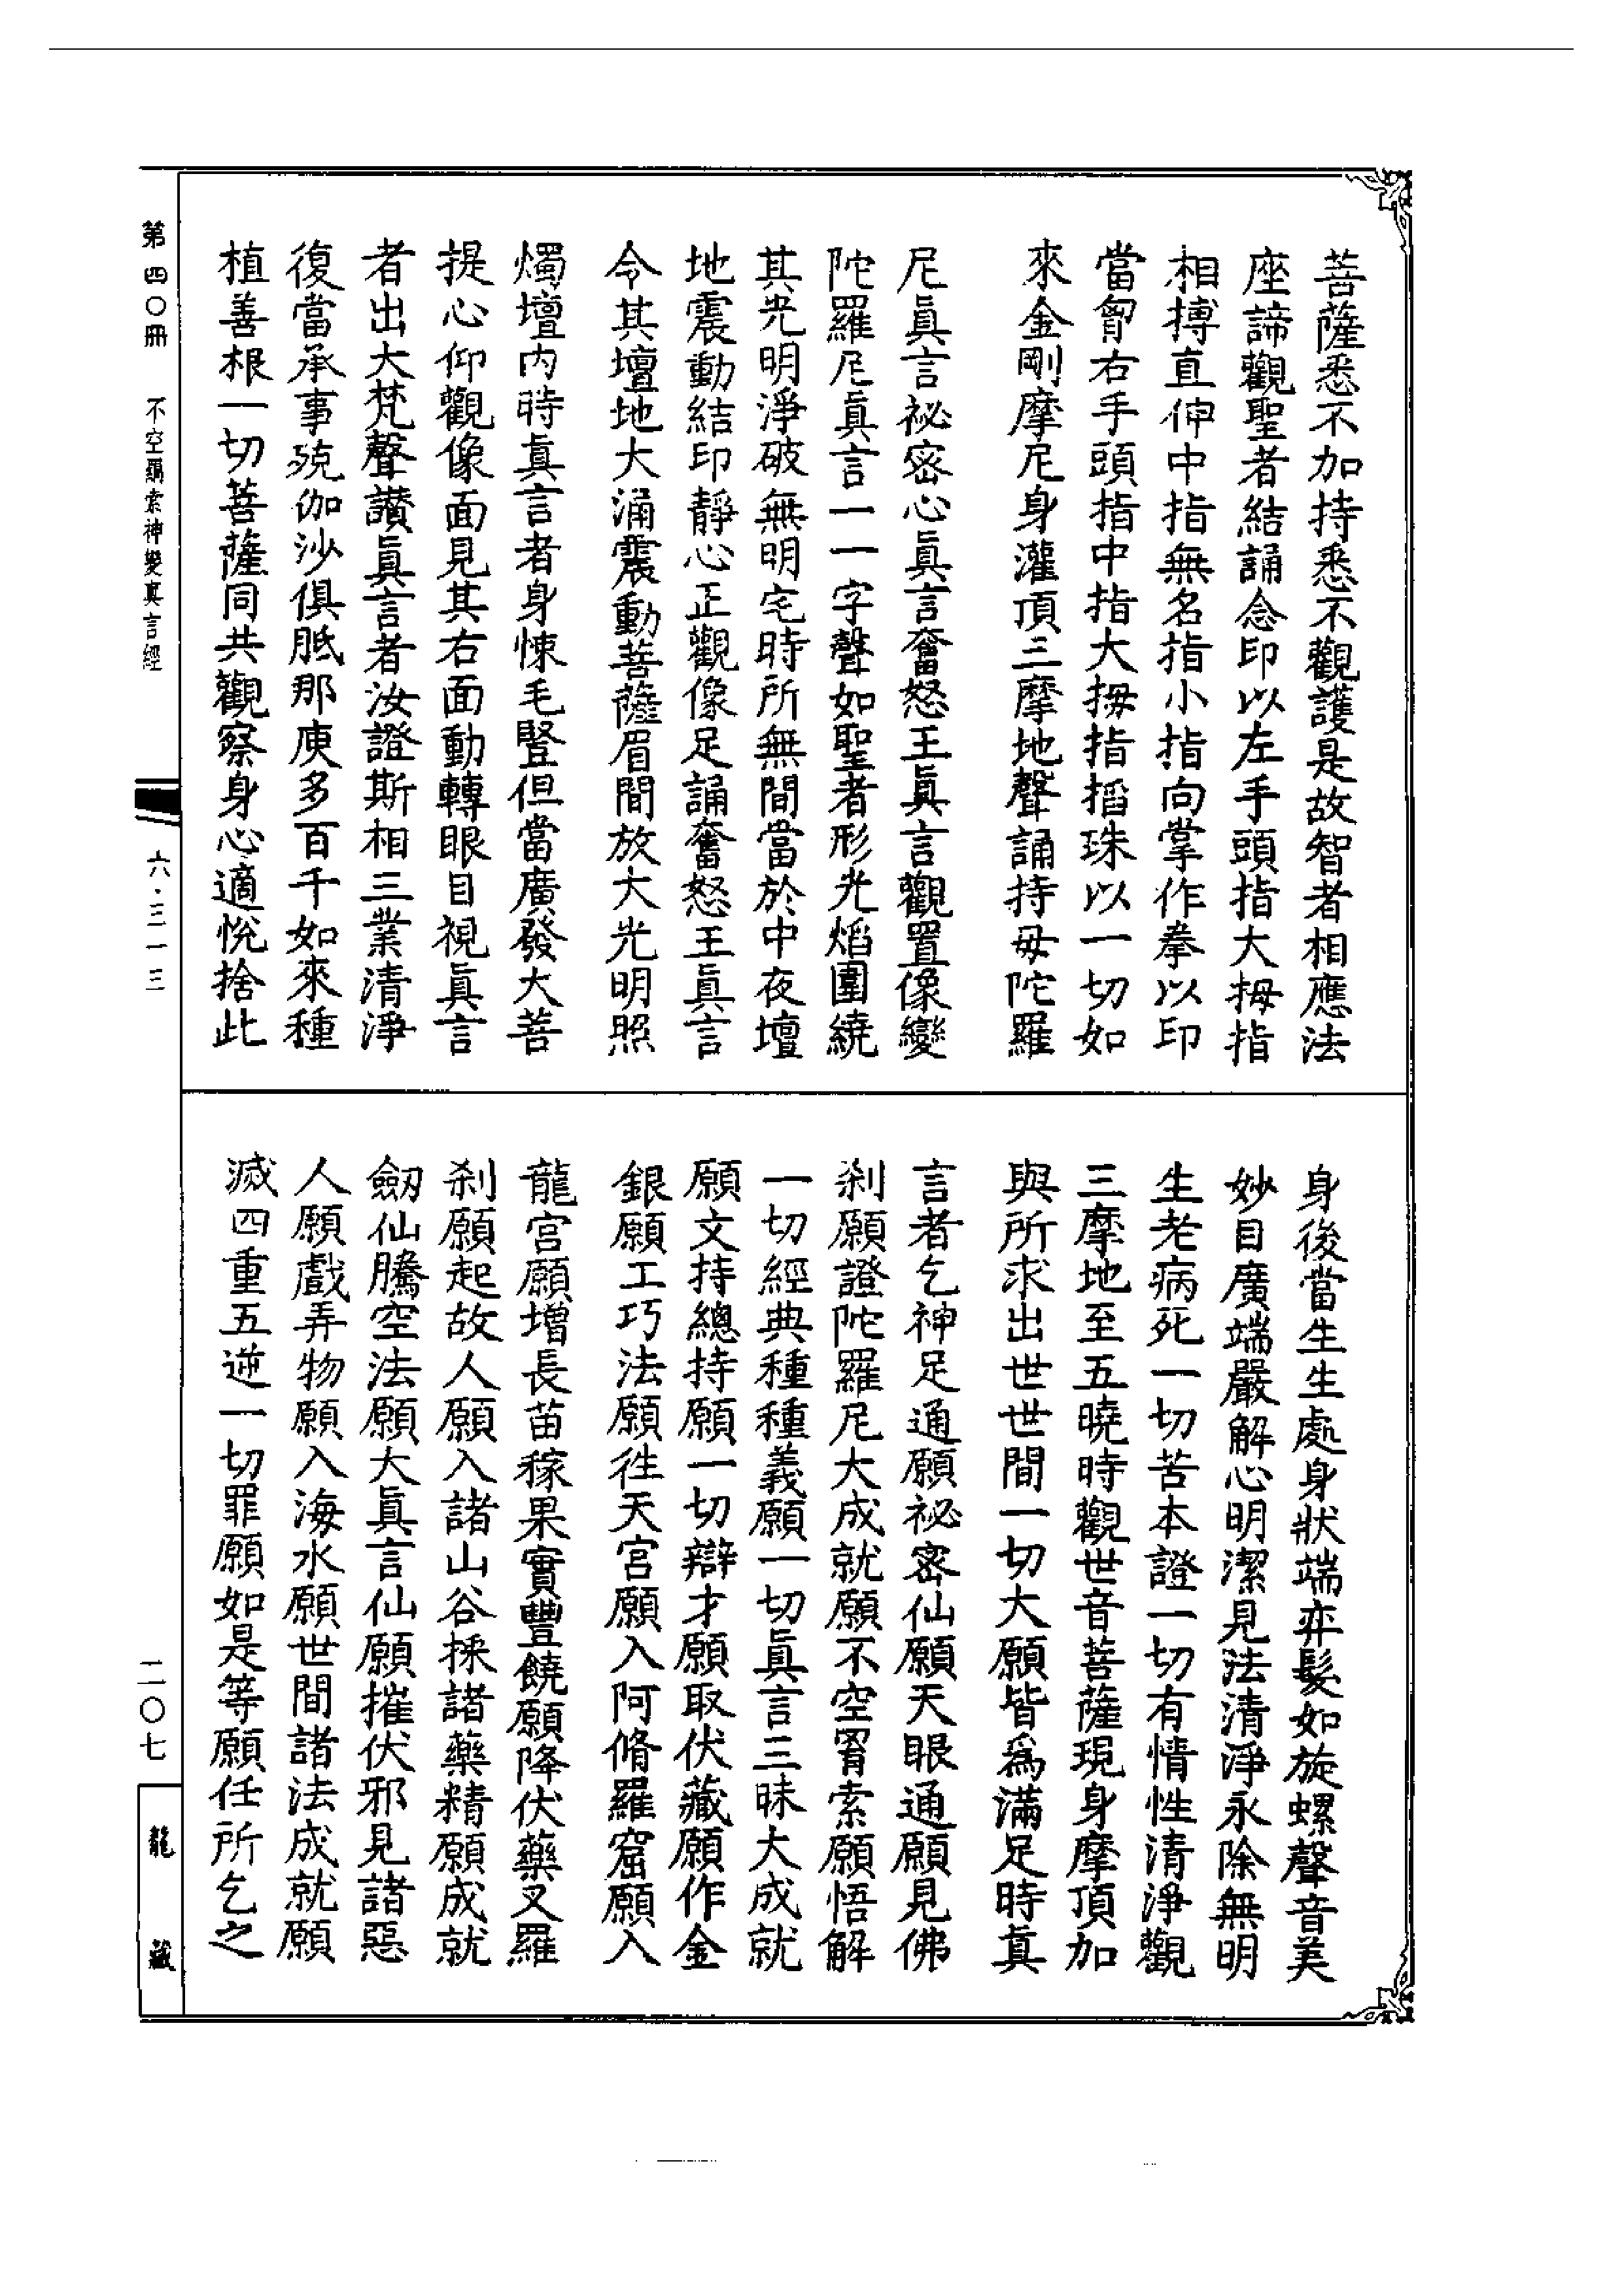 菩薩悉不加持悉不觀護是故智者相應法
座諦觀聖者結誦念印以左手頭指大拇指
相搏直伸中指無名指小指向掌作拳以印
當胷右手頭指中指大拇指搯珠以一切如
來金剛摩尼身灌頂三摩地聲誦持母陀羅
尼眞言祕密心眞言奮怒王眞言觀置像變
陀羅尼眞言一一字聲如聖者形光焰圍繞
其光明淨破無明宅時所無間當於中夜壇
地震動結印靜心正觀像足誦奮怒王眞言
令其壇地大涌震動菩薩眉間放大光明照
燭壇內時眞言者身悚毛豎但當廣發大菩
提心仰觀像面見其右面動轉眼目視眞言
者出大梵聲讚眞言者汝證斯相三業清淨
復當承事殑伽沙俱胝那庾多百千如來種
植善根一切菩薩同共觀察身心適悅捨此
身後當生生處身狀端弈髮如旋螺聲音美
妙目廣端嚴解心明潔見法清淨永除無明
生老病死一切苦本證一切有情性清淨觀
三摩地至五曉時觀世音菩薩現身摩頂加
與所求出世世間一切大願皆爲滿足時眞
言者乞神足通願祕密仙願天眼通願見佛
刹願證陀羅尼大成就願不空罥索願悟解
一切經典種種義願一切眞言三昧大成就
願文持總持願一切辯才願取伏藏願作金
銀願工巧法願徃天宮願入阿脩羅窟願入
龍宮願增長苗稼果實豐饒願降伏藥叉羅
刹願起故人願入諸山谷採諸藥精願成就
劒仙騰空法願大眞言仙願摧伏邪見諸惡
人願戲弄物願入海水願世間諸法成就願
滅四重五逆一切罪願如是等願任所乞之
第四〇冊 不空羂索神變真言經
六·三一三
二〇七
龍藏